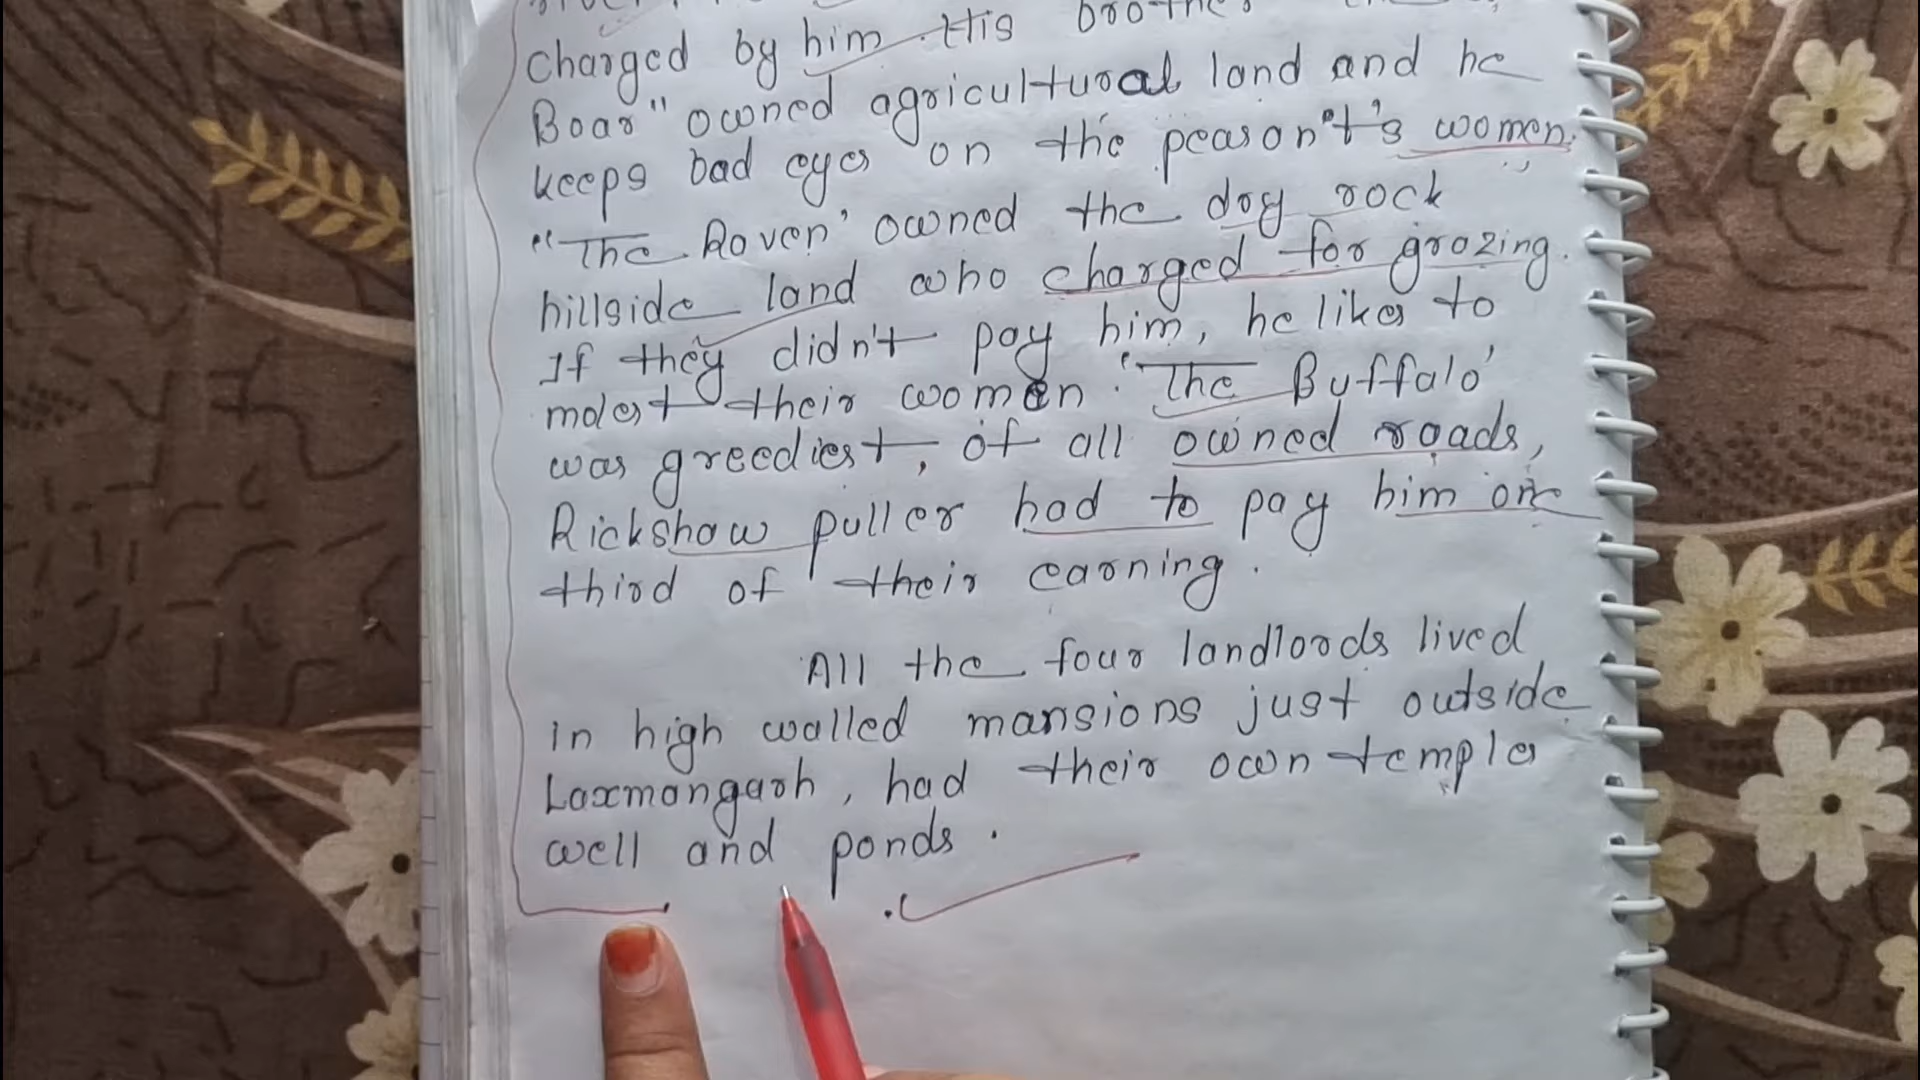 charged by him. His brother
Boar" owned agricultural land and he
keeps bad eyes on the peasant's women.
"The Raven' owned the dry rock
hillside land who charged for grazing.
If they didn't pay him, he likes to
molest their women. 'The Buffalo'
was greediest, of all owned roads,
Rickshaw puller had to pay him one
third of their earning.
All the four landlords lived
in high walled mansions just outside
Laxmangarh, had their own temples
well and ponds.